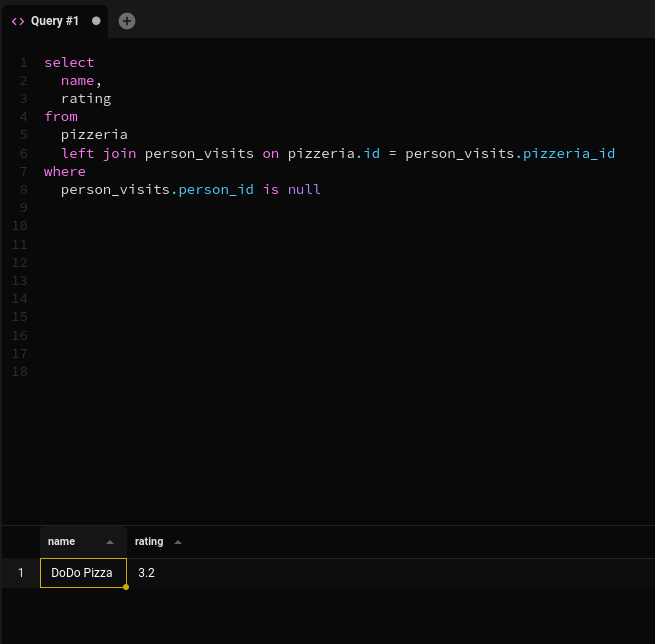 Query #1
1 select
2 name,
3 rating
4 from
5 pizzeria
6 left join person_visits on pizzeria.id = person_visits.pizzeria_id
7 where
8 person_visits.person_id is null
9
10
11
12
13
14
15
16
17
18
name rating
1 DoDo Pizza 3.2